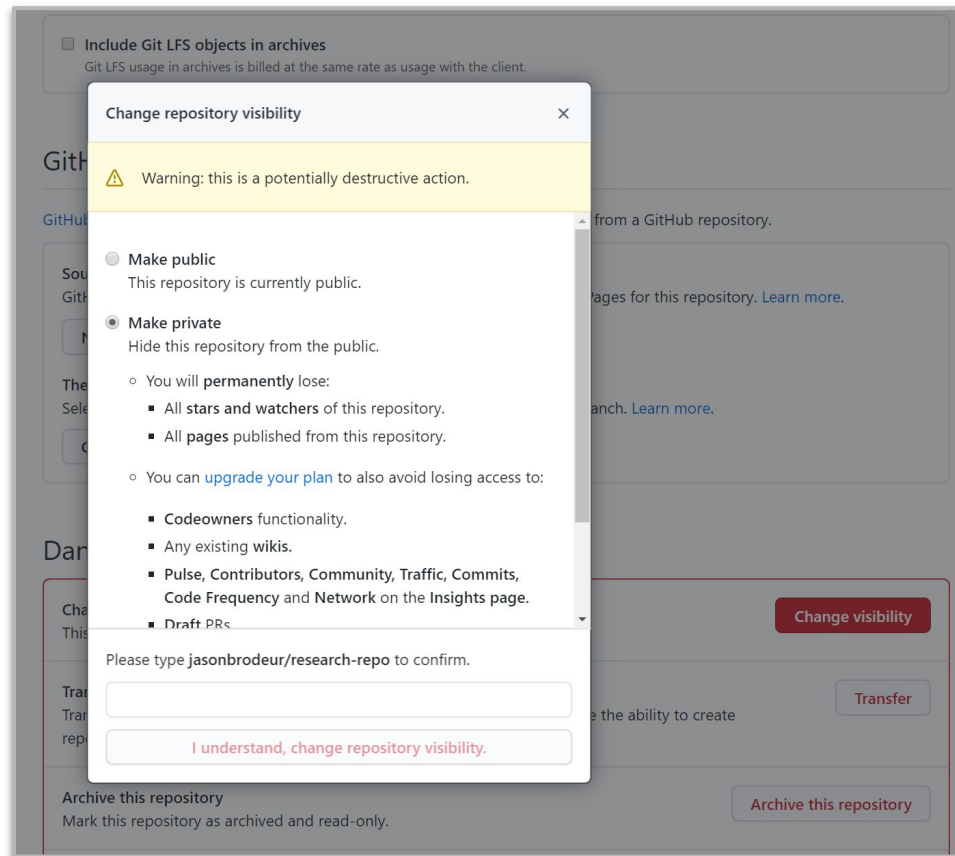 Include Git LFS objects in archives
Git LFS usage in archives is billed at the same rate as usage with the client.
Change repository visibility
Warning: this is a potentially destructive action.
from a GitHub repository.
Make public
This repository is currently public.
Pages for this repository. Learn more.
Make private
Hide this repository from the public.
You will permanently lose:
The
All stars and watchers of this repository.
Learn more.
All pages published from this repository.
You can upgrade your plan to also avoid losing access to:
Codeowners functionality.
Any existing wikis.
Pulse, Contributors, Community, Traffic, Commits,
Code Frequency and Network on the Insights page.
Draft PRs
Change visibility
Please type jasonbrodeur/research-repo to confirm.
Transfer
the ability to create
I understand, change repository visibility.
Archive this repository
Mark this repository as archived and read-only.
Archive this repository